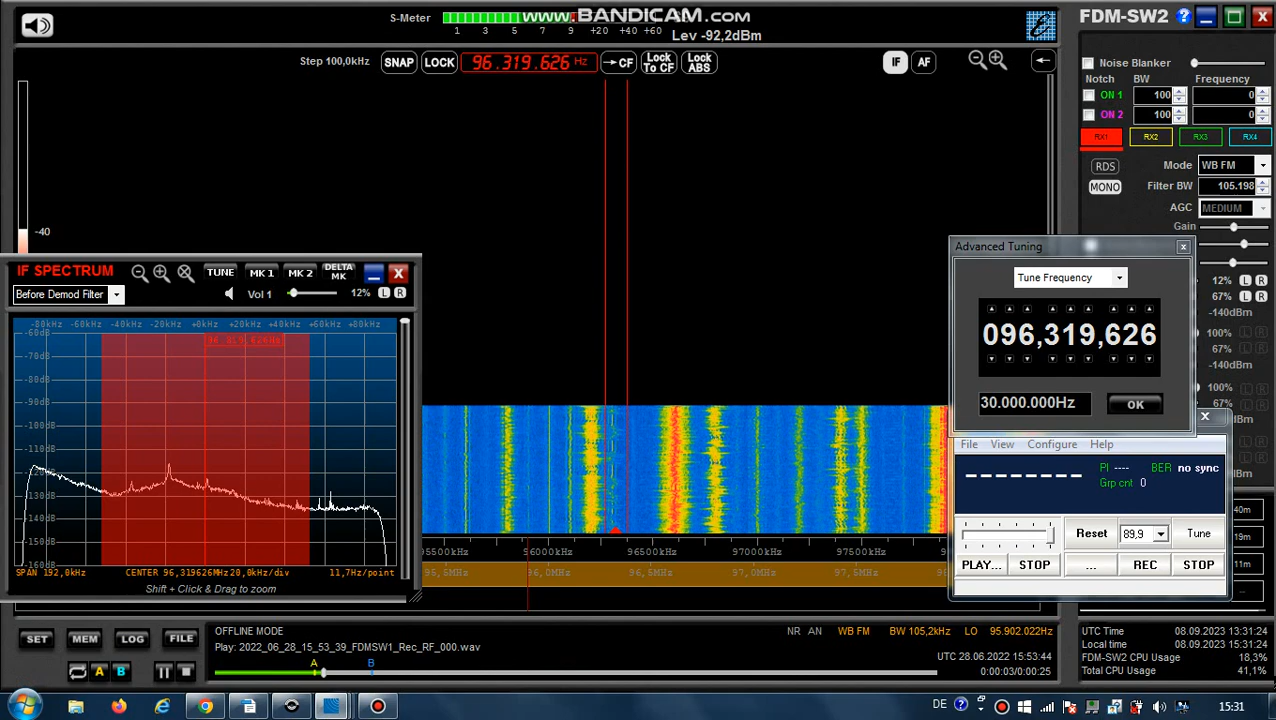 S-Meter
www.BANDICAM.com
1 3 5 7 9 +20 +40 +60
Lev -92,2dBm
FDM-SW2
Step 100,0kHz
SNAP
LOCK
96.319.626 Hz
→CF
Lock To CF
Lock ABS
IF
AF
Noise Blanker
Notch BW Frequency
ON 1 100 0
ON 2 100 0
RX1 RX2 RX3 RX4
RDS
Mode WB FM
MONO
Filter BW 105.198
AGC MEDIUM
Gain
-40
Advanced Tuning
Tune Frequency
096,319,626
30.000.000Hz OK
12% L R
67% L R
-140dBm
100%
67%
-140dBm
100%
IF SPECTRUM
TUNE
MK 1
MK 2
DELTA MK
Before Demod Filter
Vol 1
12% L R
-80kHz -60kHz -40kHz -20kHz +0kHz +20kHz +40kHz +60kHz +80kHz
-60dB
-70dB
-80dB
-90dB
-100dB
-110dB
-120dB
-130dB
-140dB
-150dB
-160dB
SPAN 192,0kHz
CENTER 96,319626MHz
20,0kHz/div
11,7Hz/point
Shift + Click & Drag to zoom
File View Configure Help
PI ----
BER no sync
Grp cnt 0
Reset 89,9 Tune
PLAY... STOP ... REC STOP
40m
19m
11m
95500kHz 96000kHz 96500kHz 97000kHz 97500kHz
95,5MHz 96,0MHz 96,5MHz 97,0MHz 97,5MHz
SET
MEM
LOG
FILE
OFFLINE MODE
NR AN WB FM BW 105,2kHz LO 95.902.022Hz
Play: 2022_06_28_15_53_39_FDMSW1_Rec_RF_000.wav
A B
A B
UTC 28.06.2022 15:53:44
0:00:03/0:00:25
UTC Time 08.09.2023 13:31:24
Local time 08.09.2023 15:31:24
FDM-SW2 CPU Usage 18,3%
Total CPU Usage 41,1%
DE
15:31